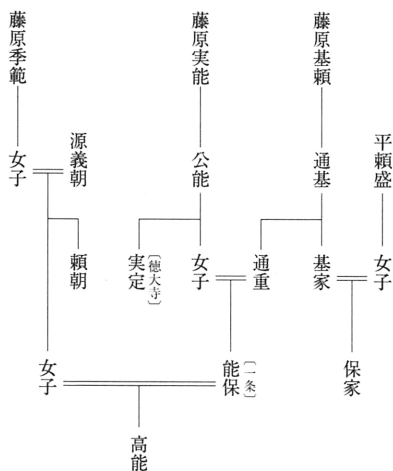 平頼盛
女子
藤原基頼
通基
基家
保家
通重
〔一条〕
能保
藤原実能
公能
女子
〔徳大寺〕
実定
高能
源義朝
頼朝
藤原季範
女子
女子